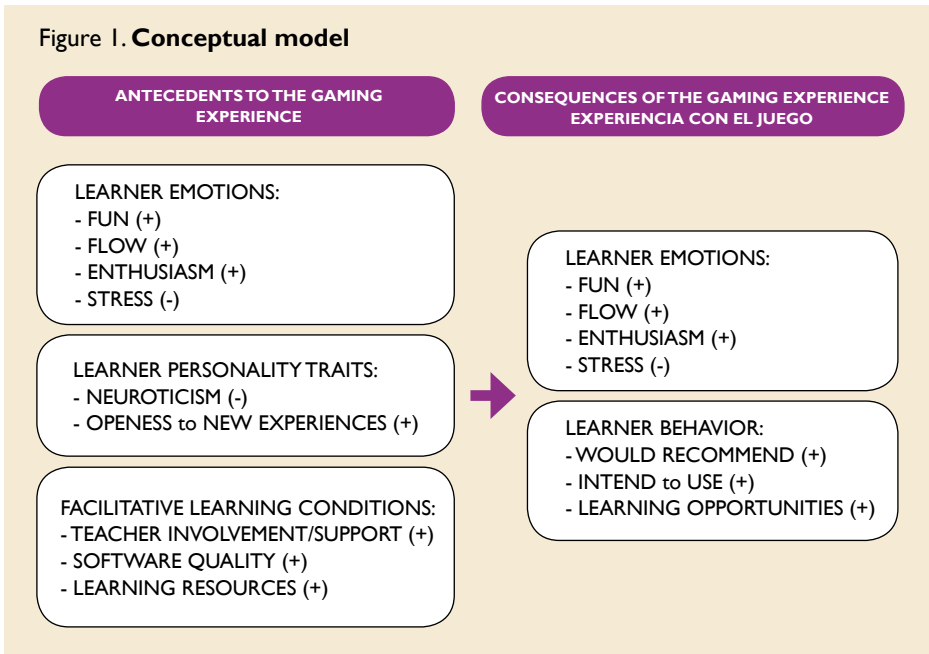 Figure 1. Conceptual model
ANTECEDENTS TO THE GAMING
EXPERIENCE
LEARNER EMOTIONS:
- FUN (+)
- FLOW (+)
- ENTHUSIASM (+)
- STRESS (-)
LEARNER PERSONALITY TRAITS:
- NEUROTICISM (-)
- OPENESS to NEW EXPERIENCES (+)
FACILITATIVE LEARNING CONDITIONS:
- TEACHER INVOLVEMENT/SUPPORT (+)
- SOFTWARE QUALITY (+)
- LEARNING RESOURCES (+)
CONSEQUENCES OF THE GAMING EXPERIENCE
EXPERIENCIA CON EL JUEGO
LEARNER EMOTIONS:
- FUN (+)
- FLOW (+)
- ENTHUSIASM (+)
- STRESS (-)
LEARNER BEHAVIOR:
- WOULD RECOMMEND (+)
- INTEND to USE (+)
- LEARNING OPPORTUNITIES (+)